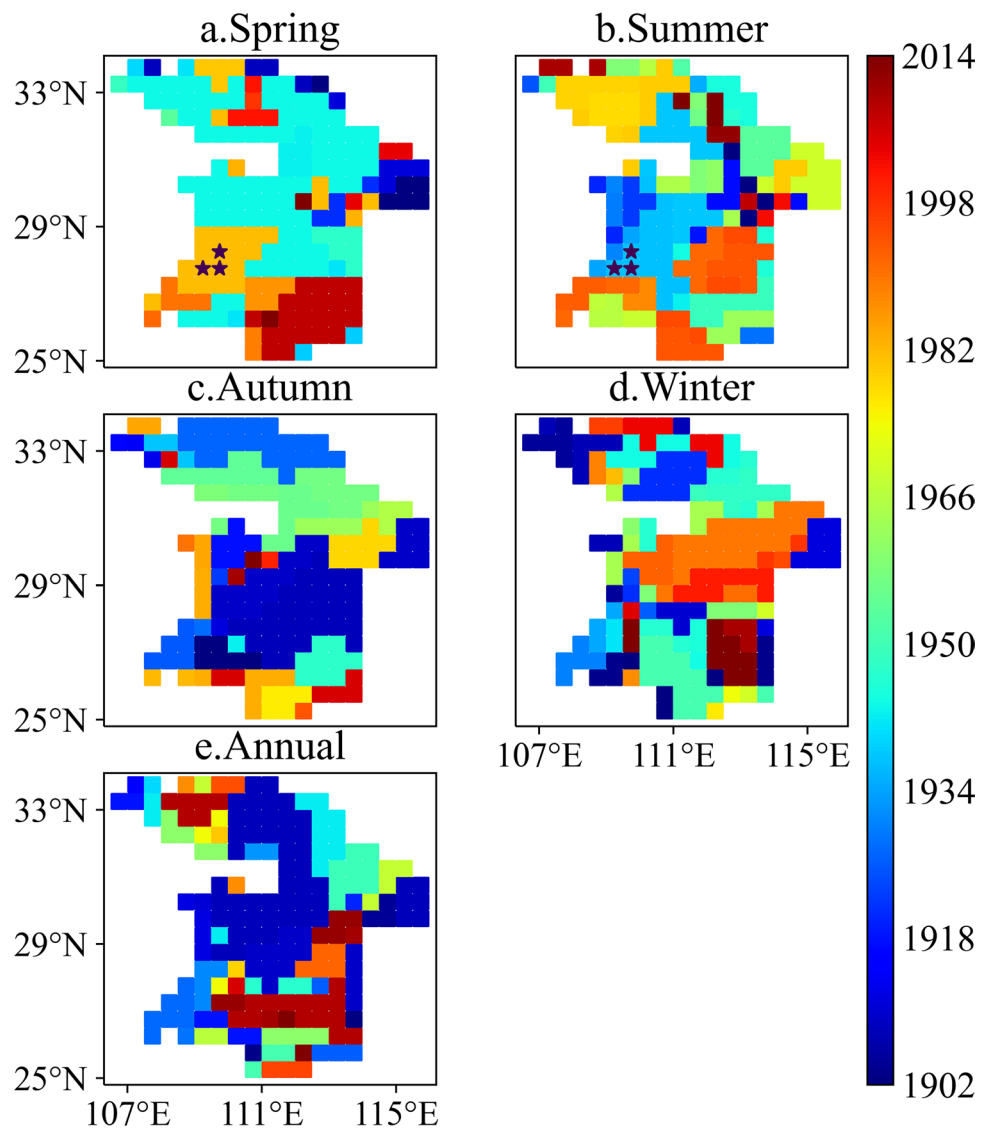 a.Spring
b.Summer
33°N
29°N
25°N
c.Autumn
d.Winter
33°N
29°N
25°N
107°E
111°E
115°E
e.Annual
33°N
29°N
25°N
107°E
111°E
115°E
2014
1998
1982
1966
1950
1934
1918
1902